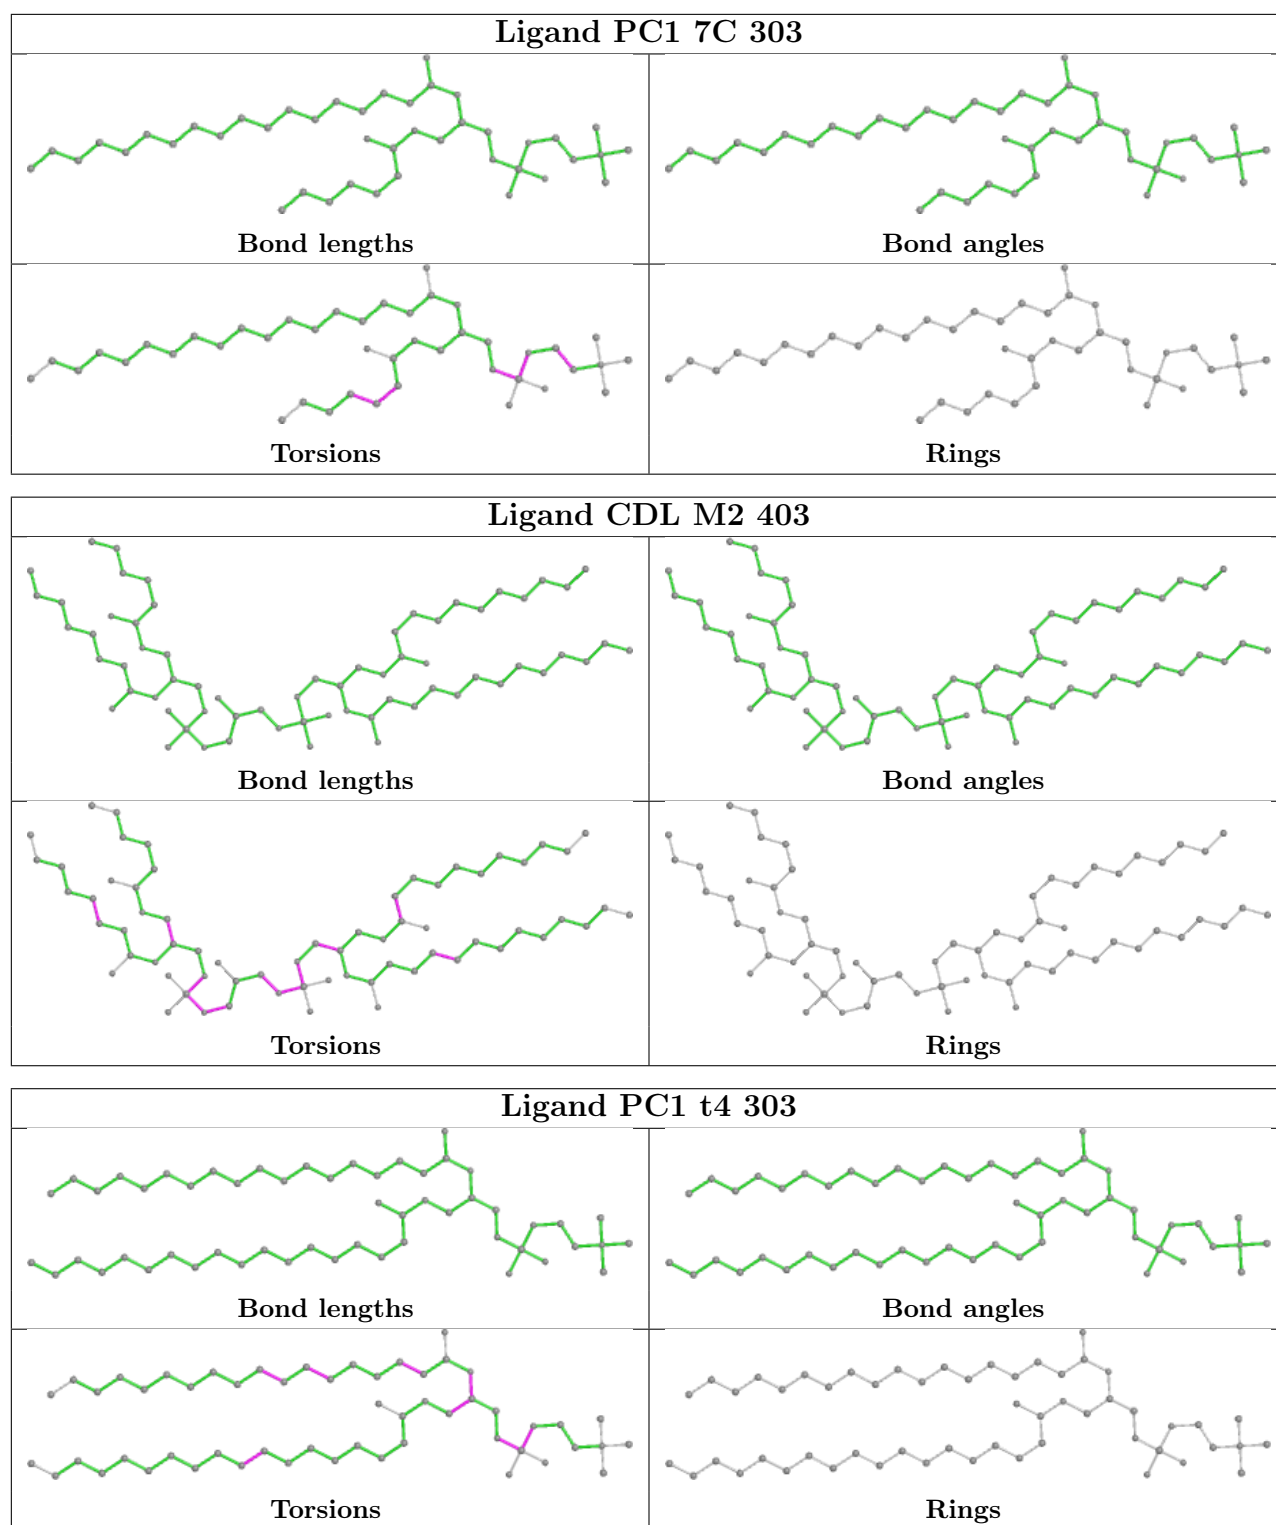 Ligand PC1 7C 303
Bond lengths
Bond angles
Torsions
Rings
Ligand CDL M2 403
Bond lengths
Bond angles
Torsions
Rings
Ligand PC1 t4 303
Bond lengths
Bond angles
Torsions
Rings